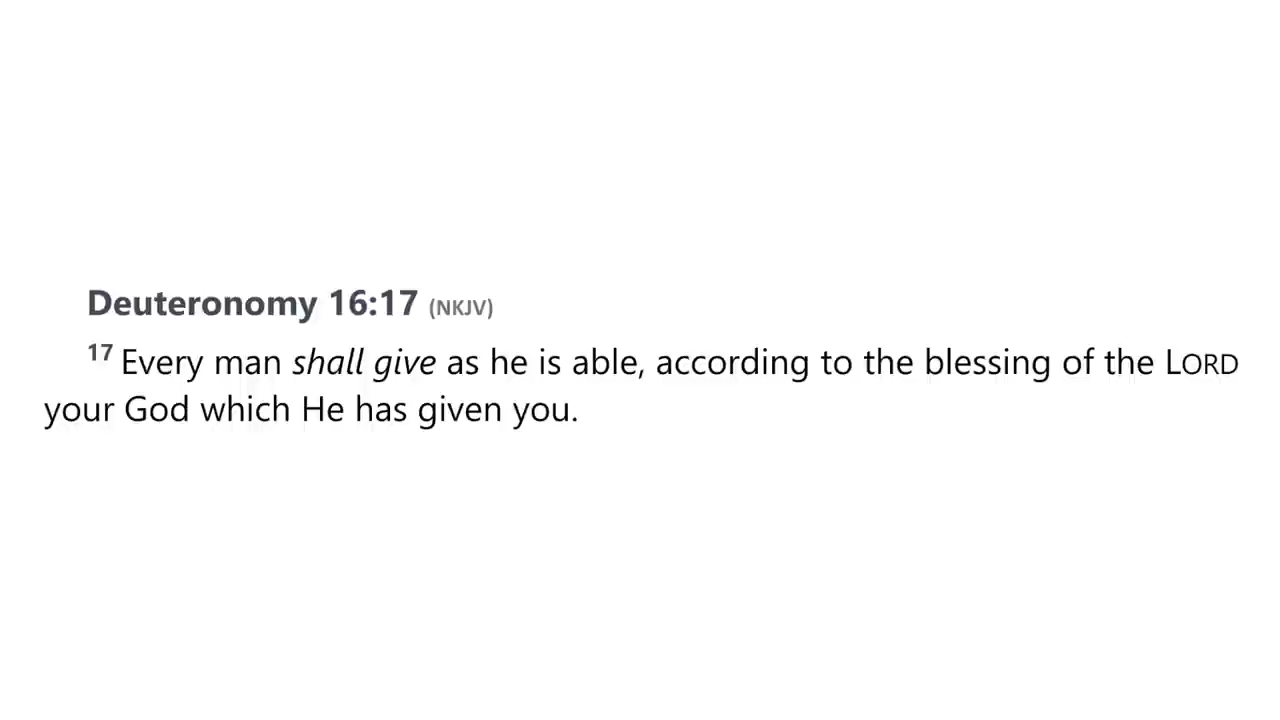 Deuteronomy 16:17 (NKJV)
17 Every man shall give as he is able, according to the blessing of the LORD
your God which He has given you.